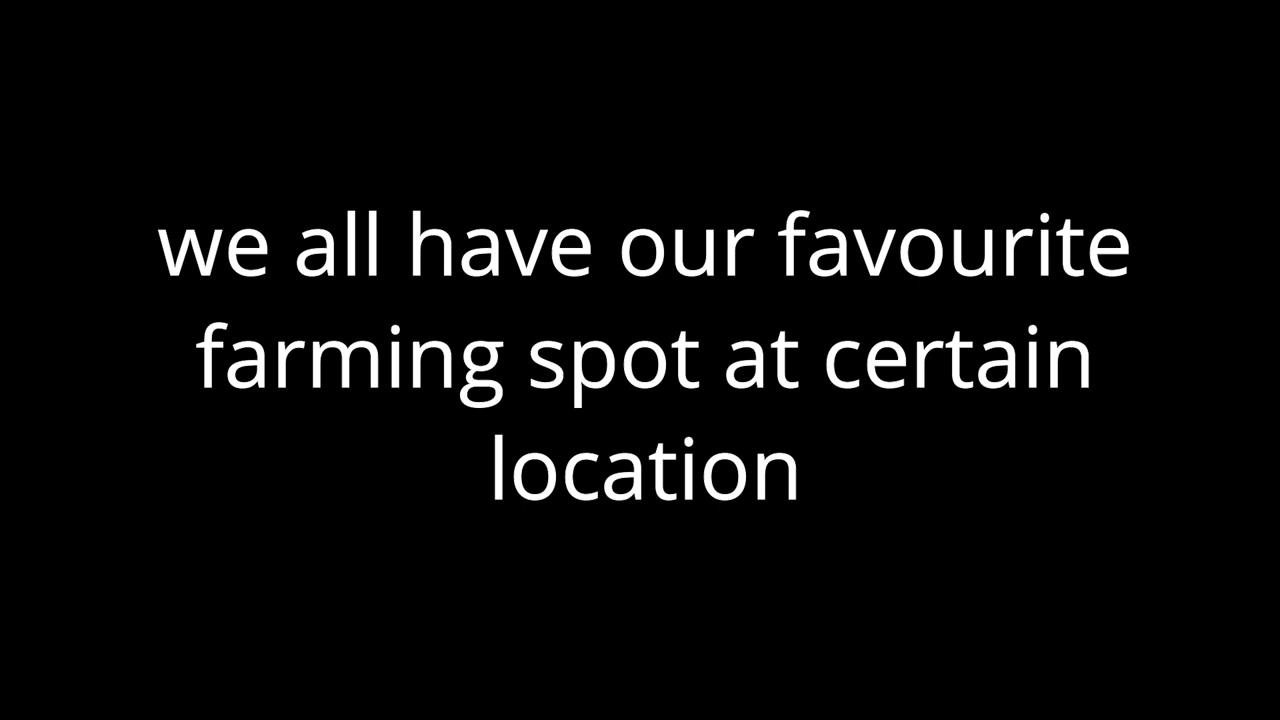 we all have our favourite
farming spot at certain
location